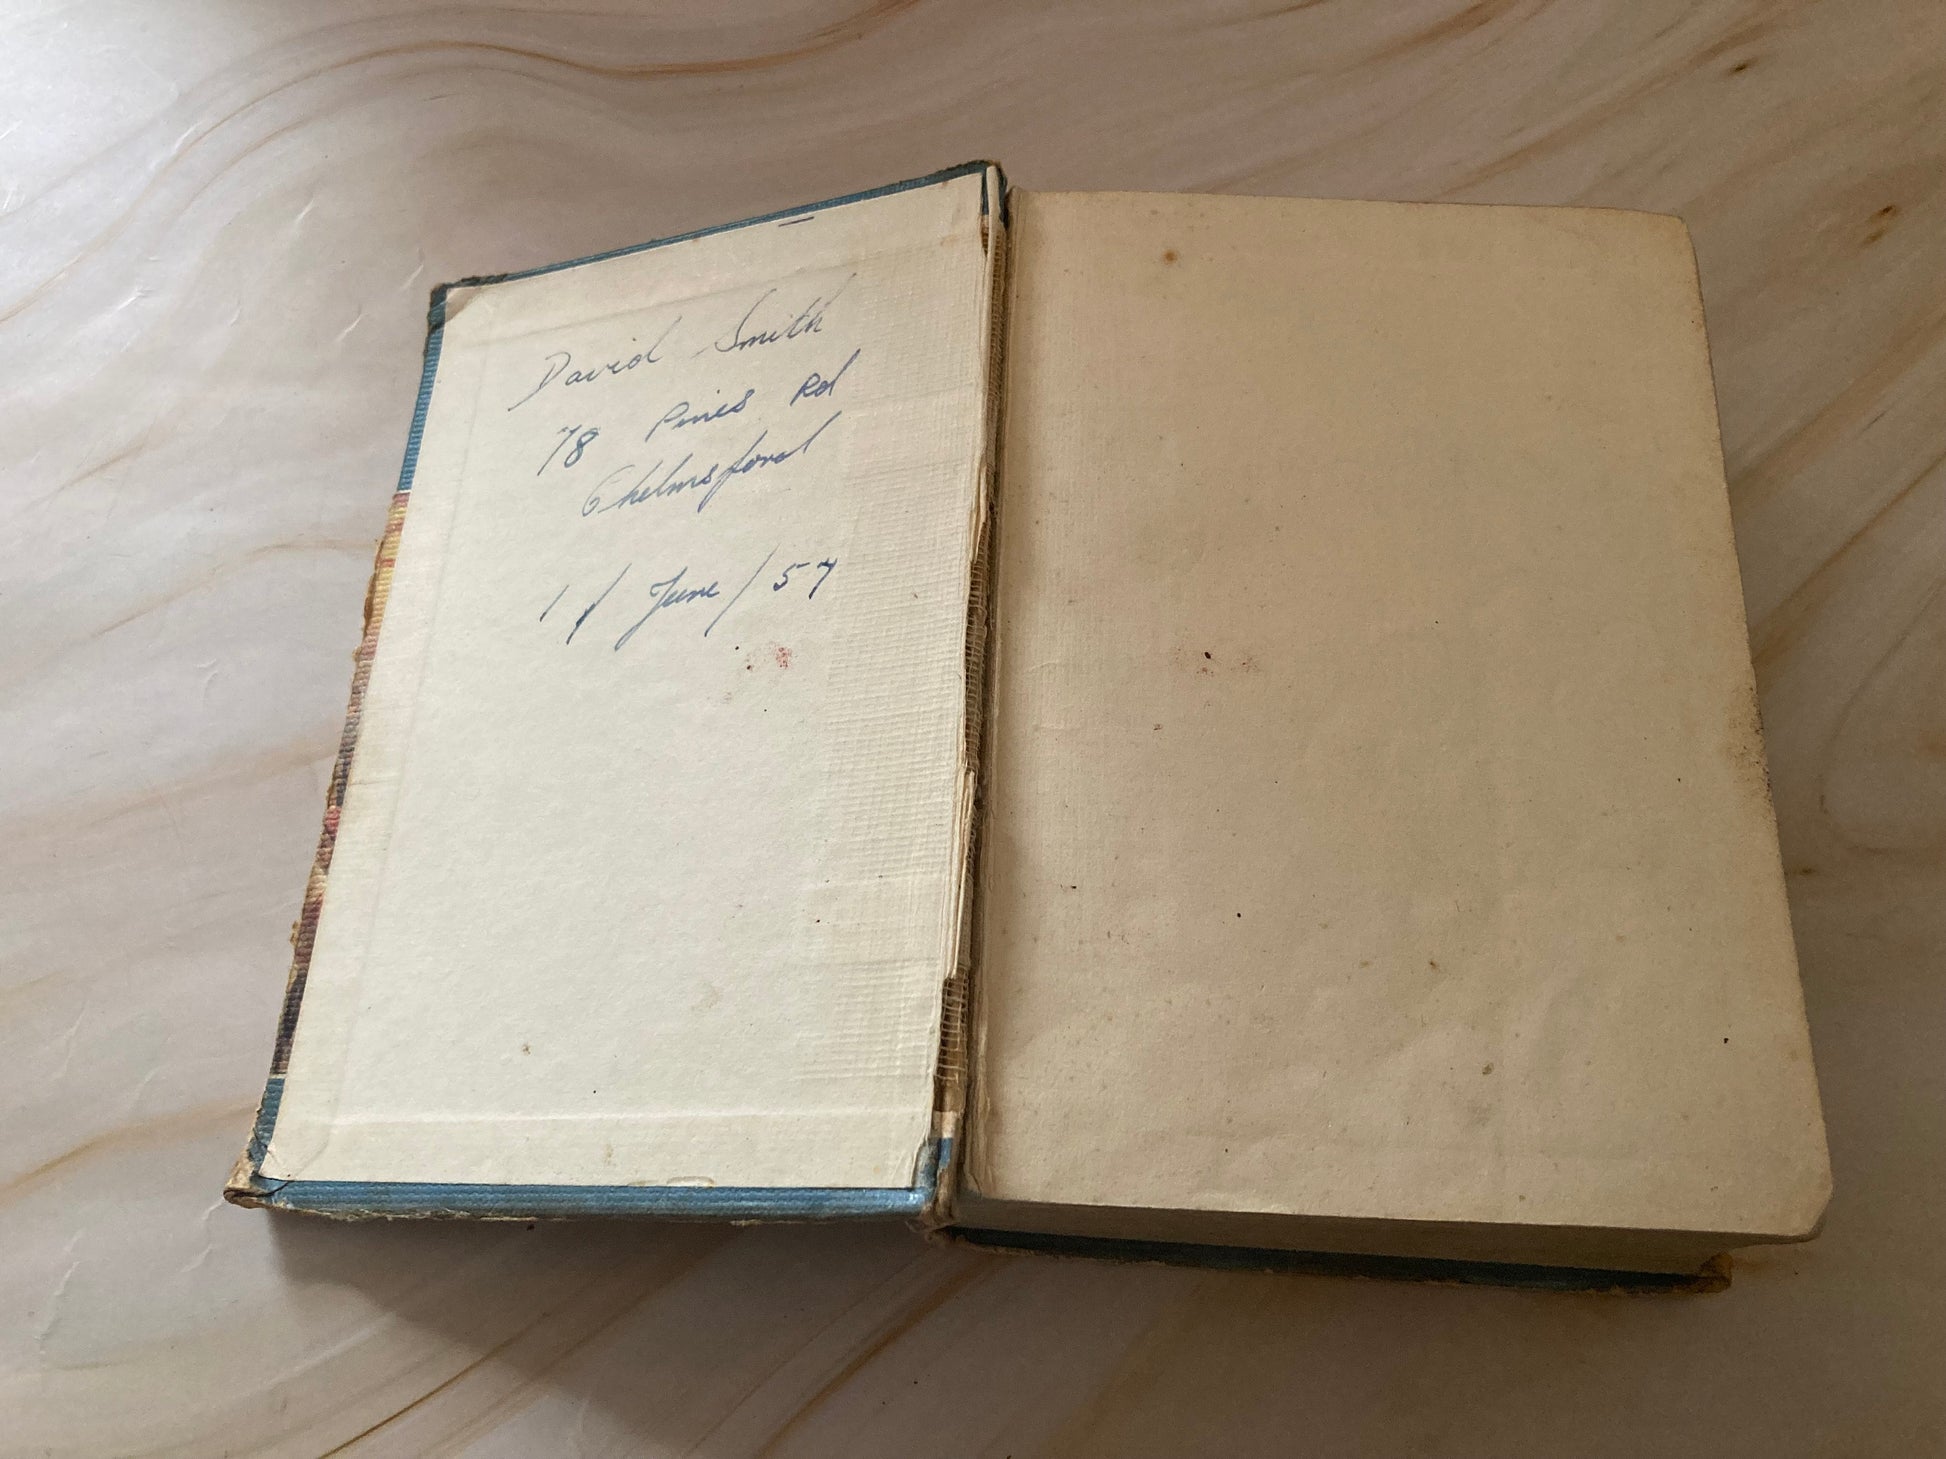 David Smith
78 Pines Rd
Chelmsford
1 / June / 57